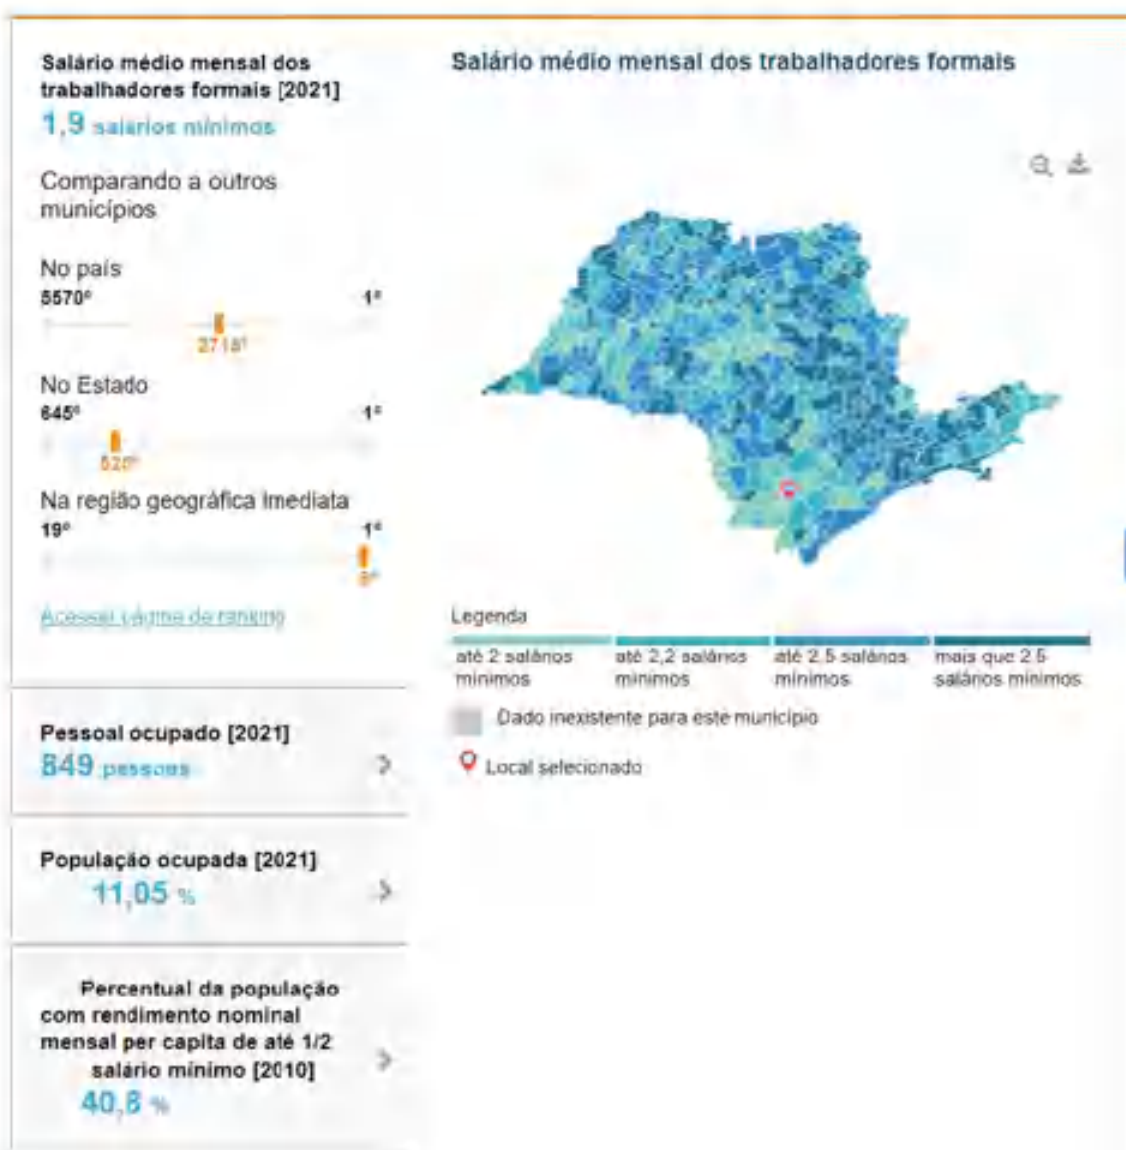 Salário médio mensal dos
trabalhadores formais [2021]
1,9 salários mínimos
Comparando a outros
municípios
No país
5570º
1º
No Estado
645º
1º
Na região geográfica imediata
19º
1º
Acessar página de ranking
Pessoal ocupado [2021]
849 pessoas
População ocupada [2021]
11,05 %
Percentual da população
com rendimento nominal
mensal per capita de até 1/2
salário mínimo [2010]
40,8 %
Salário médio mensal dos trabalhadores formais
Legenda
até 2 salários
mínimos
até 2,2 salários
mínimos
até 2.5 salários
mínimos
mais que 2.5
salários mínimos
Dado inexistente para este município
Local selecionado